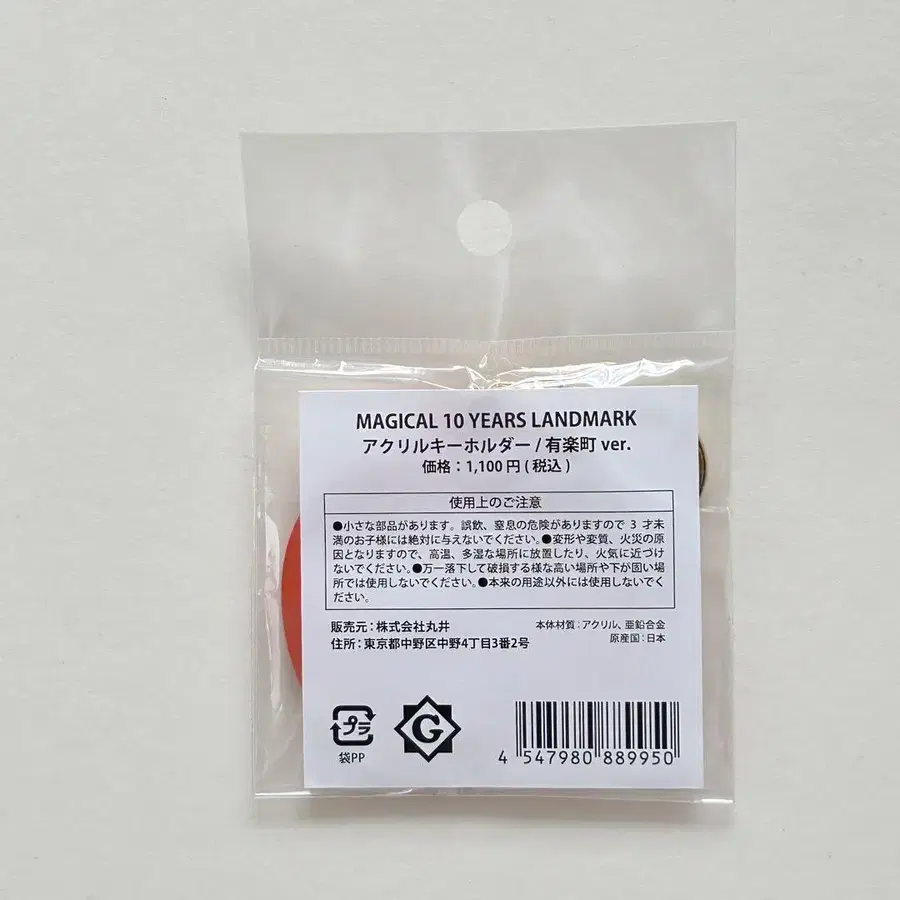 MAGICAL 10 YEARS LANDMARK
アクリルキーホルダー / 有楽町 ver.
価格：1,100 円 ( 税込 )
使用上のご注意
●小さな部品があります。誤飲、窒息の危険がありますので 3 才未
満のお子様には絶対に与えないでください。●変形や変質、火災の原
因となりますので、高温、多湿な場所に放置したり、火気に近づけ
ないでください。●万一落下して破損する様な高い場所や下が固い場
所では使用しないでください。●本来の用途以外には使用しないでく
ださい。
販売元：株式会社丸井
住所：東京都中野区中野4丁目3番2号
本体材質：アクリル、亜鉛合金
原産国：日本
プラ
袋PP
G
4 547980 889950